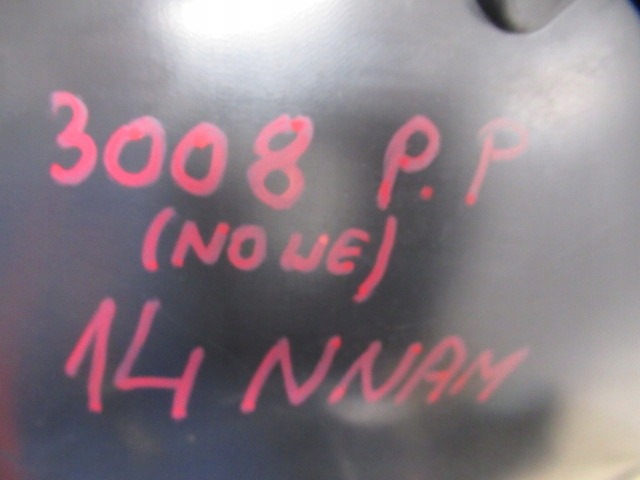 3008 P.P
(NOWE)
14 NNAM